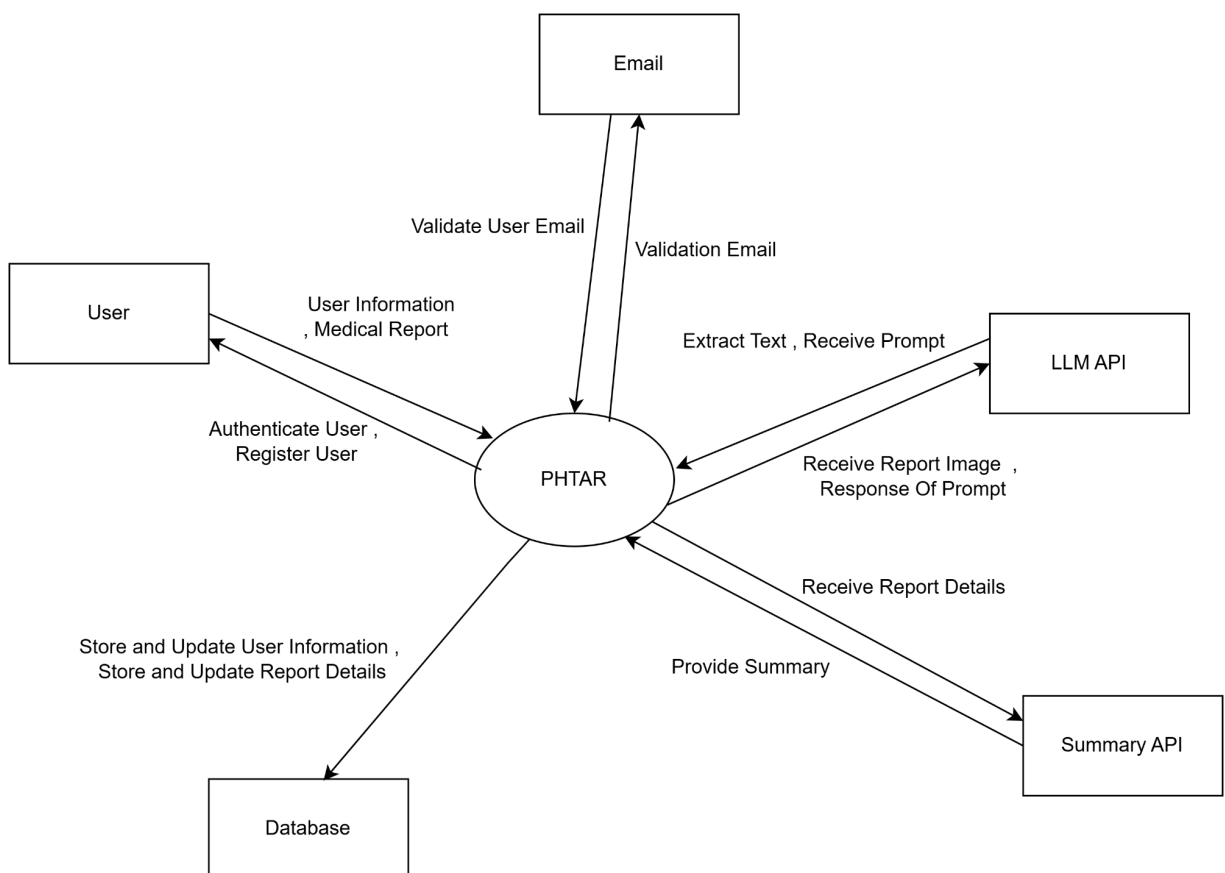 Email
Validate User Email
Validation Email
User
User Information
, Medical Report
Extract Text , Receive Prompt
LLM API
Authenticate User ,
Register User
PHTAR
Receive Report Image ,
Response Of Prompt
Receive Report Details
Store and Update User Information ,
Store and Update Report Details
Provide Summary
Summary API
Database